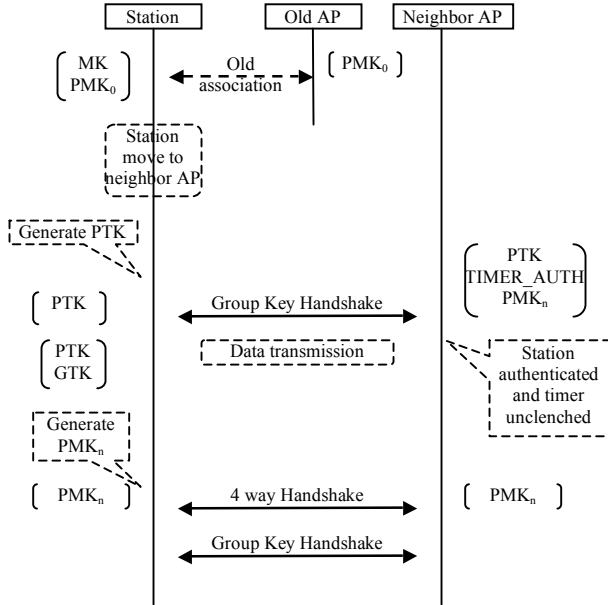 Station
Old AP
Neighbor AP
MK
PMK₀
Old
association
PMK₀
Station
move to
neighbor AP
Generate PTK
PTK
TIMER_AUTH
PMKₙ
PTK
Group Key Handshake
PTK
GTK
Data transmission
Station
authenticated
and timer
unclenched
Generate
PMKₙ
PMKₙ
4 way Handshake
PMKₙ
Group Key Handshake